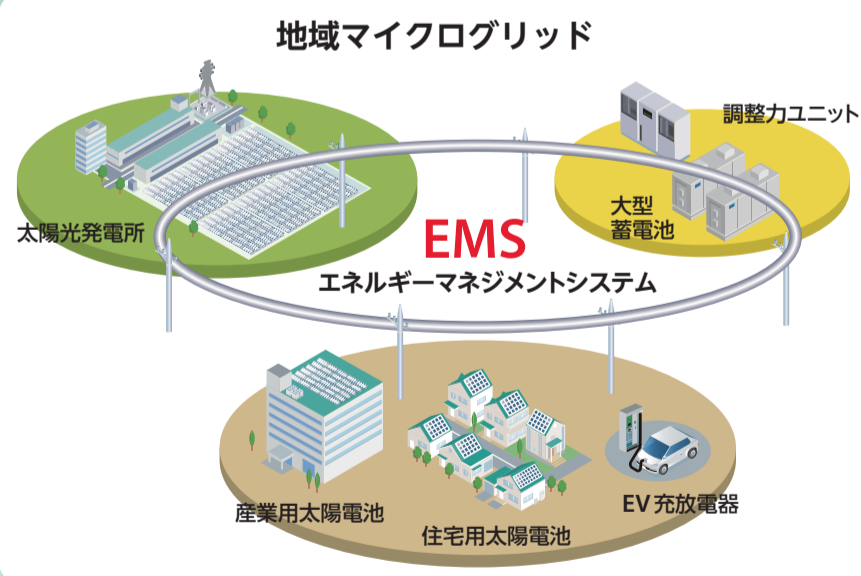 地域マイクログリッド
調整力ユニット
大型
蓄電池
太陽光発電所
EMS
エネルギーマネジメントシステム
産業用太陽電池
住宅用太陽電池
EV充放電器